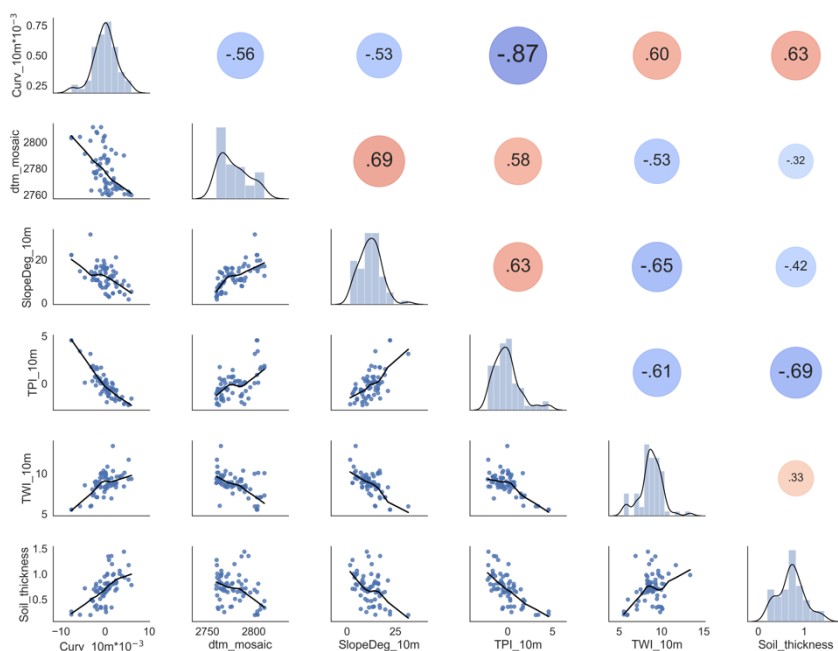 Curv_10m*10⁻³
0.75
0.50
0.25
-.56
-.53
-.87
.60
.63
dtm_mosaic
2800
2780
2760
.69
.58
-.53
-.32
SlopeDeg_10m
20
0
.63
-.65
-.42
TPI_10m
5
0
-.61
-.69
TWI_10m
10
5
.33
Soil_thickness
1.5
1.0
0.5
−10 0 10
2750 2800
0 25
0 5
5 10 15
0 1
Curv_10m*10⁻³
dtm_mosaic
SlopeDeg_10m
TPI_10m
TWI_10m
Soil_thickness